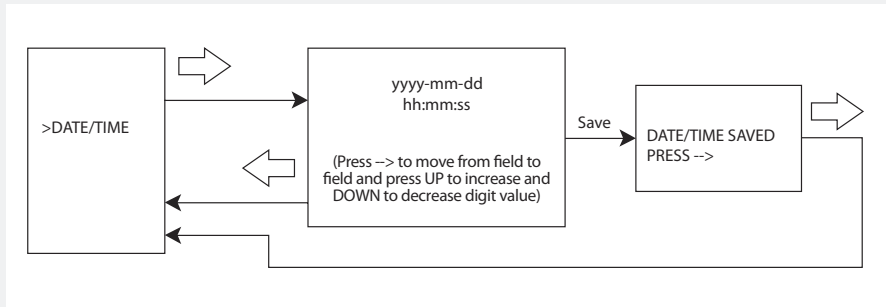 >DATE/TIME
yyyy-mm-dd
hh:mm:ss
(Press --> to move from field to
field and press UP to increase and
DOWN to decrease digit value)
Save
DATE/TIME SAVED
PRESS -->